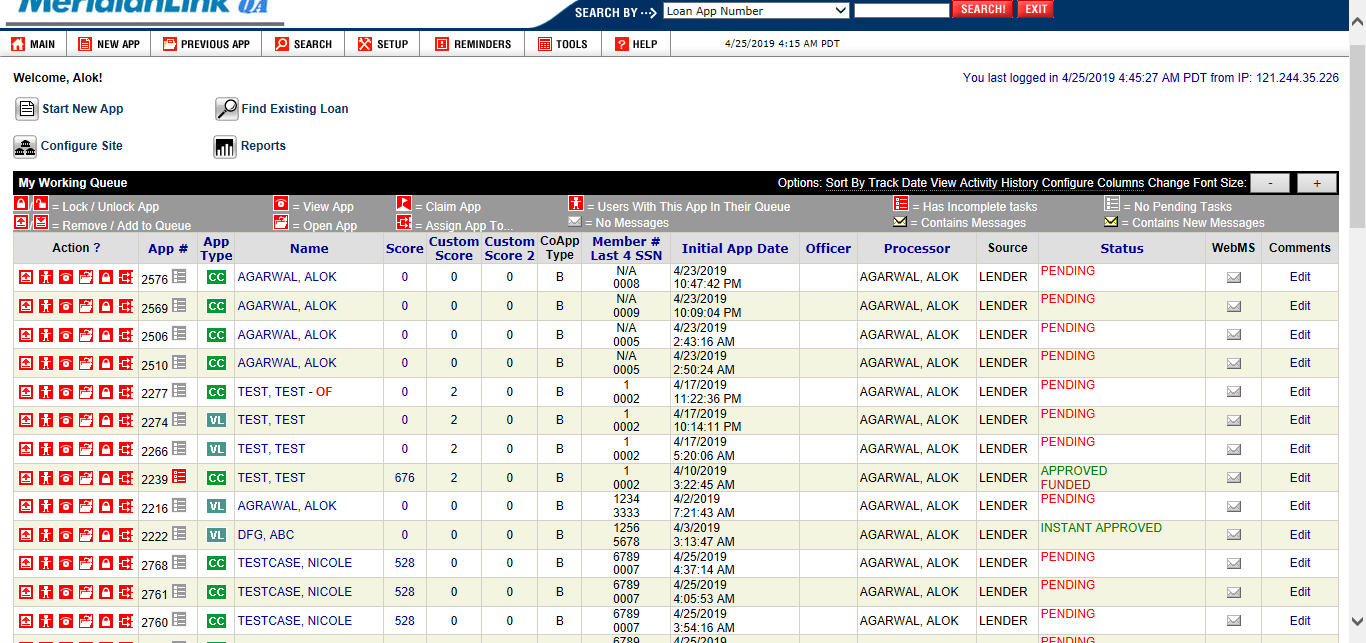 MeridianLink QA
SEARCH BY Loan App Number SEARCH! EXIT
MAIN NEW APP PREVIOUS APP SEARCH SETUP REMINDERS TOOLS HELP 4/25/2019 4:15 AM PDT
Welcome, Alok! You last logged in 4/25/2019 4:45:27 AM PDT from IP: 121.244.35.226
Start New App Find Existing Loan
Configure Site Reports
My Working Queue Options: Sort By Track Date View Activity History Configure Columns Change Font Size: - +
/ = Lock / Unlock App = View App = Claim App = Users With This App In Their Queue = Has Incomplete tasks = No Pending Tasks
/ = Remove / Add to Queue = Open App = Assign App To... = No Messages = Contains Messages = Contains New Messages
Action ? App # App Type Name Score Custom Score Custom Score 2 CoApp Type Member # Last 4 SSN Initial App Date Officer Processor Source Status WebMS Comments
2576 CC AGARWAL, ALOK 0 0 0 B N/A 0008 4/23/2019 10:47:42 PM AGARWAL, ALOK LENDER PENDING Edit
2569 CC AGARWAL, ALOK 0 0 0 B N/A 0009 4/23/2019 10:09:04 PM AGARWAL, ALOK LENDER PENDING Edit
2506 CC AGARWAL, ALOK 0 0 0 B N/A 0005 4/23/2019 2:43:16 AM AGARWAL, ALOK LENDER PENDING Edit
2510 CC AGARWAL, ALOK 0 0 0 B N/A 0005 4/23/2019 2:50:24 AM AGARWAL, ALOK LENDER PENDING Edit
2277 CC TEST, TEST - OF 0 2 0 B 1 0002 4/17/2019 11:22:36 PM AGARWAL, ALOK LENDER PENDING Edit
2274 VL TEST, TEST 0 2 0 B 1 0002 4/17/2019 10:14:11 PM AGARWAL, ALOK LENDER PENDING Edit
2266 VL TEST, TEST 0 2 0 B 1 0002 4/17/2019 5:20:06 AM AGARWAL, ALOK LENDER PENDING Edit
2239 CC TEST, TEST 676 2 0 B 1 0002 4/10/2019 3:22:45 AM AGARWAL, ALOK LENDER APPROVED FUNDED Edit
2216 VL AGRAWAL, ALOK 0 0 0 B 1234 3333 4/2/2019 7:21:43 AM AGARWAL, ALOK LENDER PENDING Edit
2222 VL DFG, ABC 0 0 0 B 1256 5678 4/3/2019 3:13:47 AM AGARWAL, ALOK LENDER INSTANT APPROVED Edit
2768 CC TESTCASE, NICOLE 528 0 0 B 6789 0007 4/25/2019 4:37:14 AM AGARWAL, ALOK LENDER PENDING Edit
2761 CC TESTCASE, NICOLE 528 0 0 B 6789 0007 4/25/2019 4:05:53 AM AGARWAL, ALOK LENDER PENDING Edit
2760 CC TESTCASE, NICOLE 528 0 0 B 6789 0007 4/25/2019 3:54:16 AM AGARWAL, ALOK LENDER PENDING Edit
6789 4/25/2019 PENDING